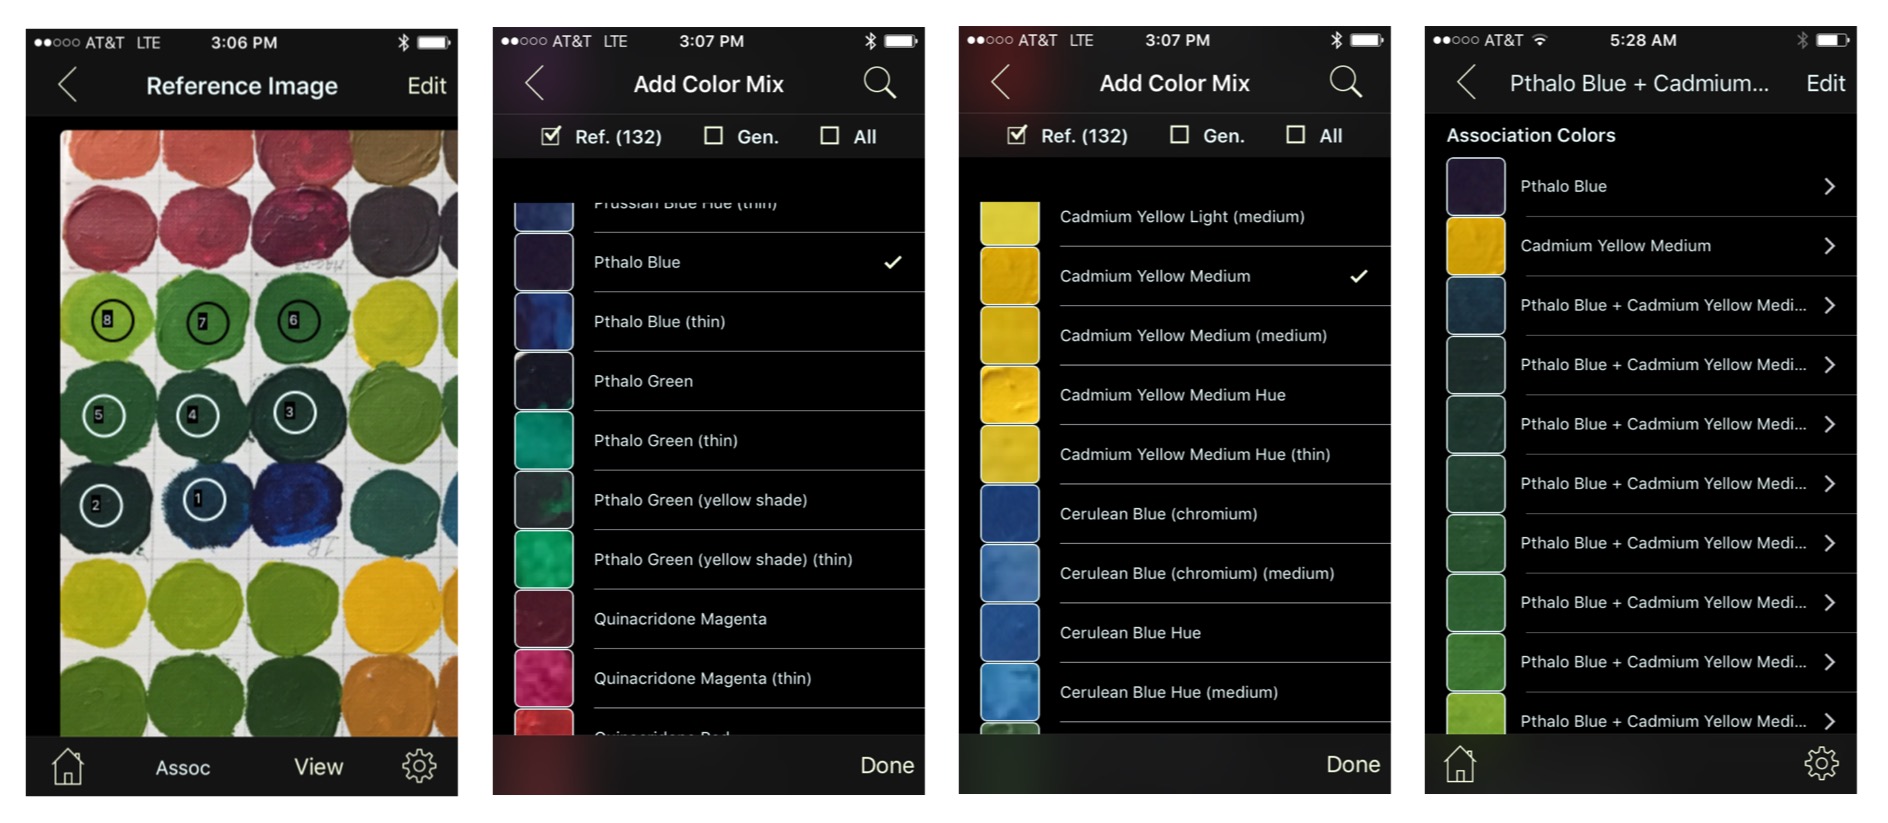 AT&T LTE 3:06 PM
Reference Image Edit
8 7 6
5 4 3
2 1
Assoc View
AT&T LTE 3:07 PM
Add Color Mix
Ref. (132) Gen. All
Prussian Blue Hue (thin)
Pthalo Blue
Pthalo Blue (thin)
Pthalo Green
Pthalo Green (thin)
Pthalo Green (yellow shade)
Pthalo Green (yellow shade) (thin)
Quinacridone Magenta
Quinacridone Magenta (thin)
Quinacridone Red
Done
AT&T LTE 3:07 PM
Add Color Mix
Ref. (132) Gen. All
Cadmium Yellow Light (medium)
Cadmium Yellow Medium
Cadmium Yellow Medium (medium)
Cadmium Yellow Medium Hue
Cadmium Yellow Medium Hue (thin)
Cerulean Blue (chromium)
Cerulean Blue (chromium) (medium)
Cerulean Blue Hue
Cerulean Blue Hue (medium)
Done
AT&T 5:28 AM
Pthalo Blue + Cadmium... Edit
Association Colors
Pthalo Blue
Cadmium Yellow Medium
Pthalo Blue + Cadmium Yellow Medi...
Pthalo Blue + Cadmium Yellow Medi...
Pthalo Blue + Cadmium Yellow Medi...
Pthalo Blue + Cadmium Yellow Medi...
Pthalo Blue + Cadmium Yellow Medi...
Pthalo Blue + Cadmium Yellow Medi...
Pthalo Blue + Cadmium Yellow Medi...
Pthalo Blue + Cadmium Yellow Medi...